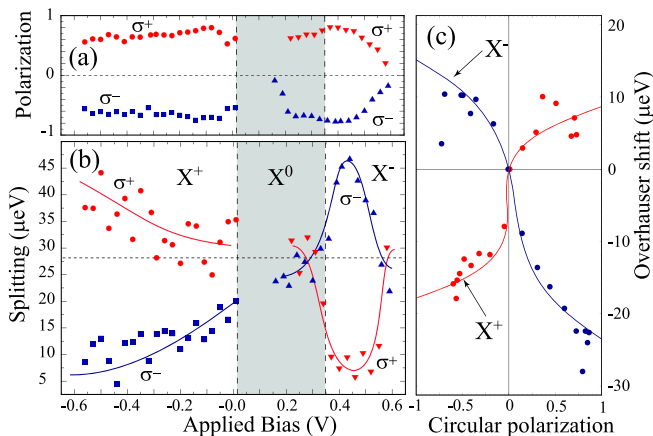 1
0
-1
Polarization
(a)
σ+
σ−
σ+
σ−
45
40
35
30
25
20
15
10
5
Splitting (μeV)
(b)
X+
X0
X-
σ+
σ−
σ−
σ+
-0.6
-0.4
-0.2
-0.0
0.2
0.4
0.6
Applied Bias (V)
(c)
X-
X+
20
10
0
-10
-20
-30
Overhauser shift (μeV)
-1
-0.5
0
0.5
1
Circular polarization